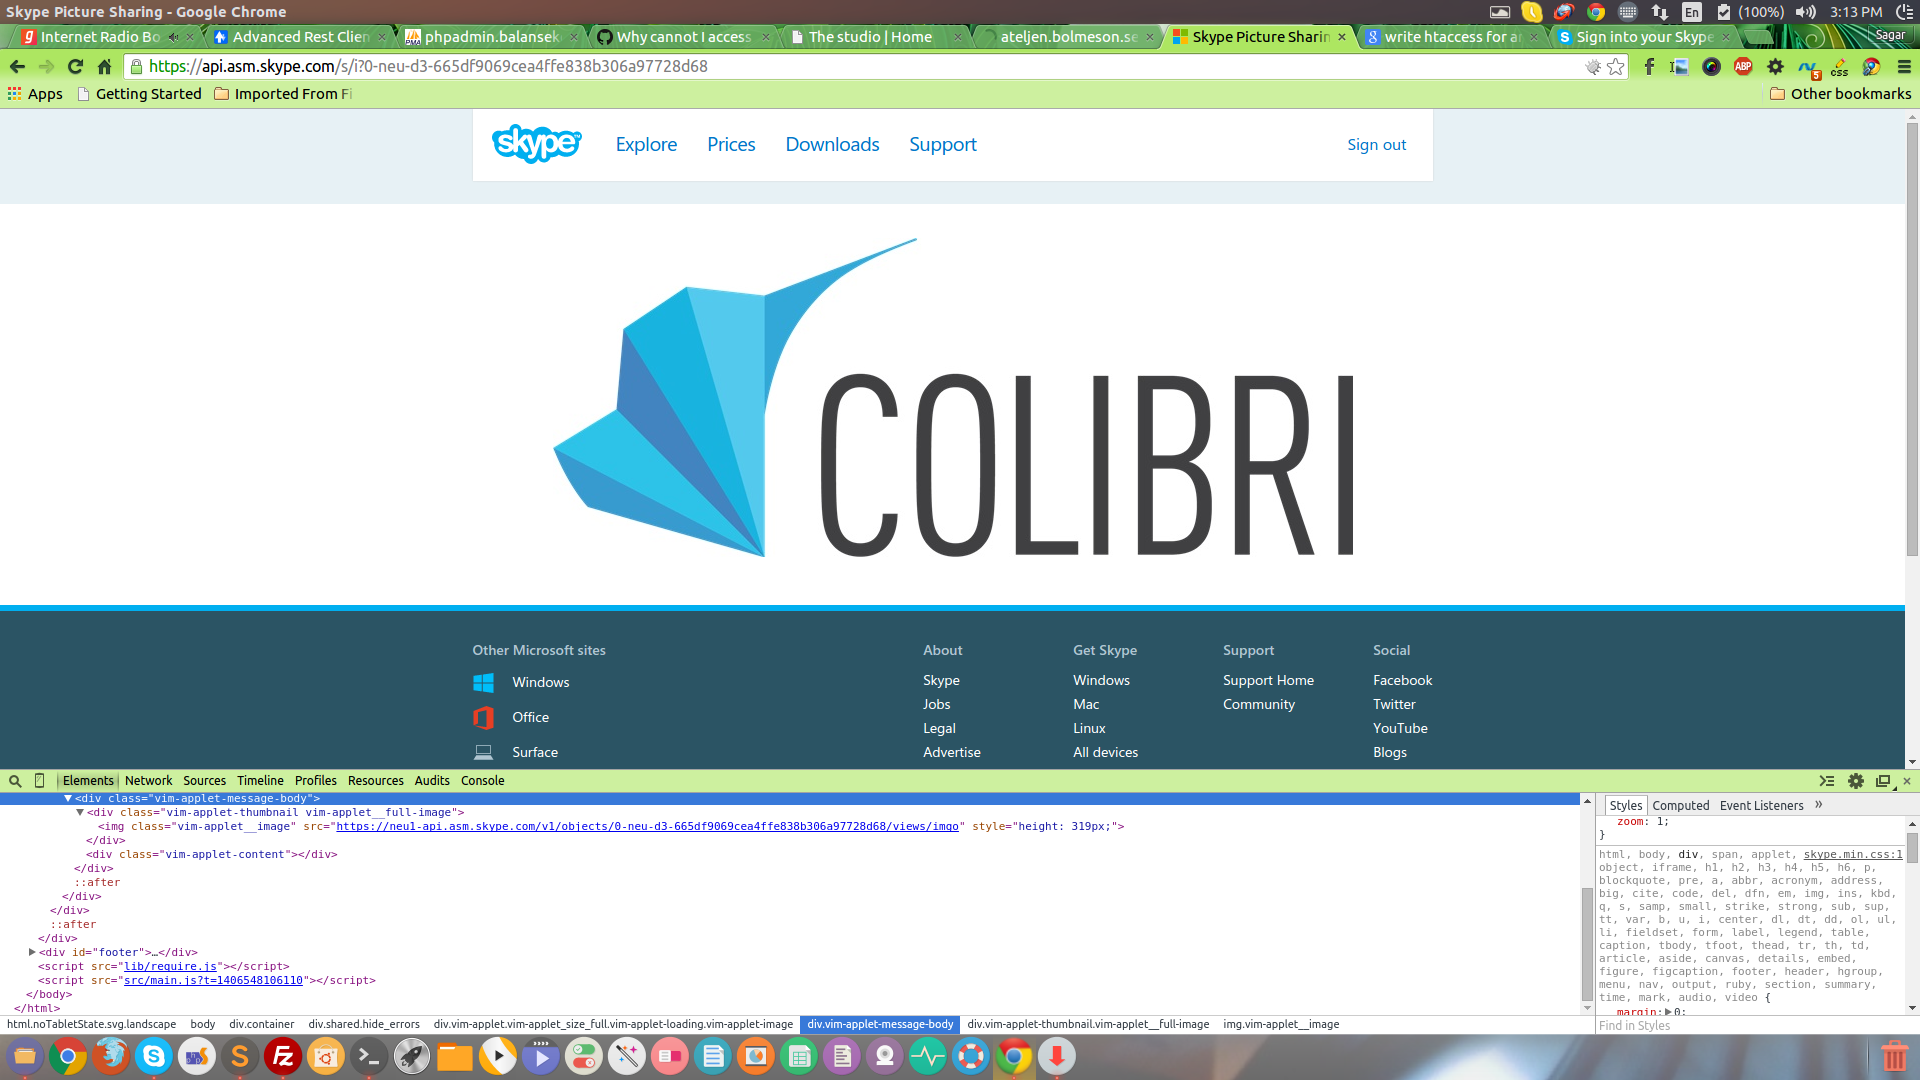 Skype Picture Sharing - Google Chrome
En (100%) 3:13 PM
Internet Radio Bo
Advanced Rest Clien
phpadmin.balansek
Why cannot I access
The studio | Home
ateljen.bolmeson.se
Skype Picture Sharin
write htaccess for a
Sign into your Skype
Sagar
https://api.asm.skype.com/s/i?0-neu-d3-665df9069cea4ffe838b306a97728d68
Apps Getting Started Imported From Fi Other bookmarks
skype Explore Prices Downloads Support Sign out
COLIBRI
Other Microsoft sites
Windows
Office
Surface
About
Skype
Jobs
Legal
Advertise
Get Skype
Windows
Mac
Linux
All devices
Support
Support Home
Community
Social
Facebook
Twitter
YouTube
Blogs
Elements Network Sources Timeline Profiles Resources Audits Console
<div class="vim-applet-message-body">
<div class="vim-applet-thumbnail vim-applet__full-image">
<img class="vim-applet__image" src="https://neu1-api.asm.skype.com/v1/objects/0-neu-d3-665df9069cea4ffe838b306a97728d68/views/imgo" style="height: 319px;">
</div>
<div class="vim-applet-content"></div>
</div>
::after
</div>
</div>
::after
</div>
<div id="footer">…</div>
<script src="lib/require.js"></script>
<script src="src/main.js?t=1406548106110"></script>
</body>
</html>
html.noTabletState.svg.landscape body div.container div.shared.hide_errors div.vim-applet.vim-applet_size_full.vim-applet-loading.vim-applet-image div.vim-applet-message-body div.vim-applet-thumbnail.vim-applet__full-image img.vim-applet__image
Styles Computed Event Listeners »
zoom: 1;
}
html, body, div, span, applet, skype.min.css:1
object, iframe, h1, h2, h3, h4, h5, h6, p,
blockquote, pre, a, abbr, acronym, address,
big, cite, code, del, dfn, em, img, ins, kbd,
q, s, samp, small, strike, strong, sub, sup,
tt, var, b, u, i, center, dl, dt, dd, ol, ul,
li, fieldset, form, label, legend, table,
caption, tbody, tfoot, thead, tr, th, td,
article, aside, canvas, details, embed,
figure, figcaption, footer, header, hgroup,
menu, nav, output, ruby, section, summary,
time, mark, audio, video {
margin: 0;
Find in Styles